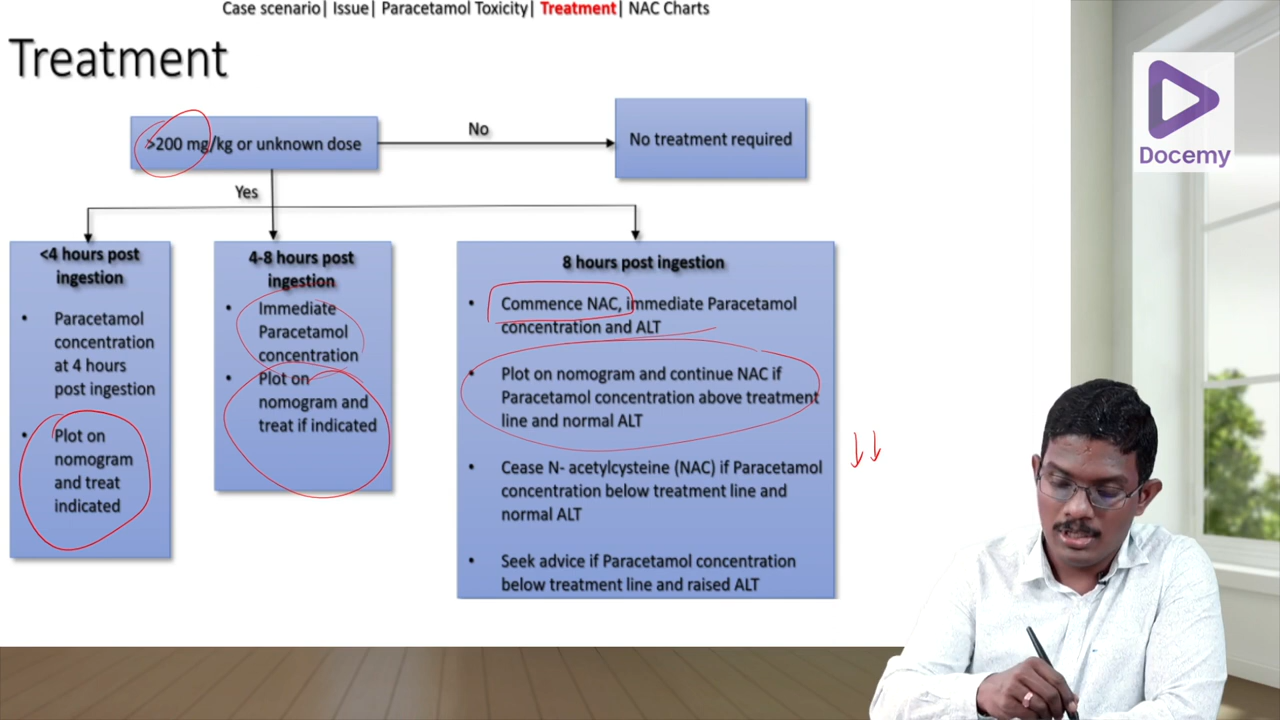 Case scenario| Issue| Paracetamol Toxicity| Treatment| NAC Charts
Treatment
Docemy
>200 mg/kg or unknown dose
No
No treatment required
Yes
<4 hours post
ingestion
• Paracetamol
concentration
at 4 hours
post ingestion
• Plot on
nomogram
and treat
indicated
4-8 hours post
ingestion
• Immediate
Paracetamol
concentration
• Plot on
nomogram and
treat if indicated
8 hours post ingestion
• Commence NAC, immediate Paracetamol
concentration and ALT
• Plot on nomogram and continue NAC if
Paracetamol concentration above treatment
line and normal ALT
• Cease N- acetylcysteine (NAC) if Paracetamol
concentration below treatment line and
normal ALT
• Seek advice if Paracetamol concentration
below treatment line and raised ALT